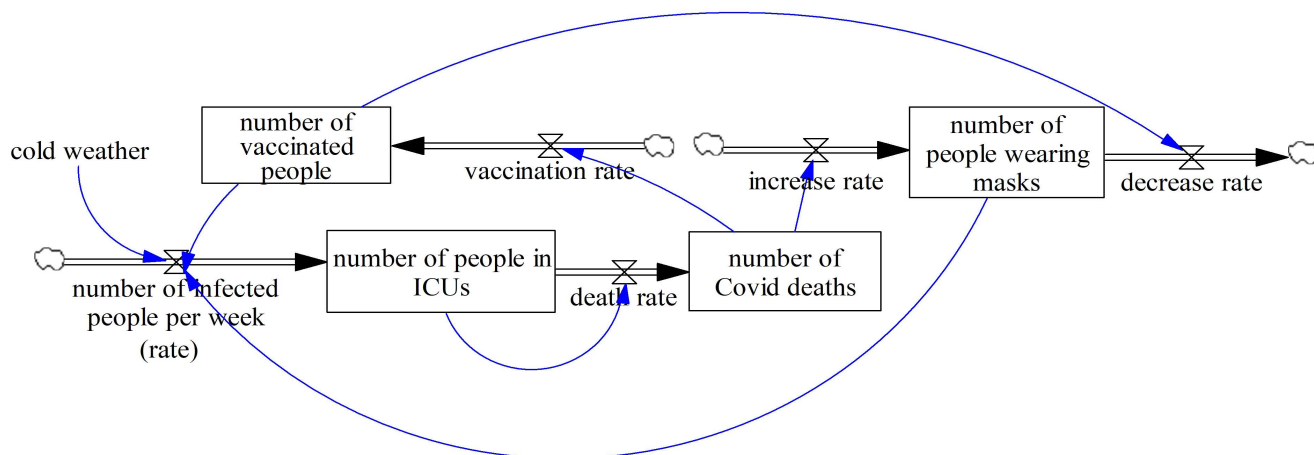 number of
vaccinated
people
cold weather
vaccination rate
increase rate
number of
people wearing
masks
decrease rate
number of infected
people per week
(rate)
number of people in
ICUs
death rate
number of
Covid deaths